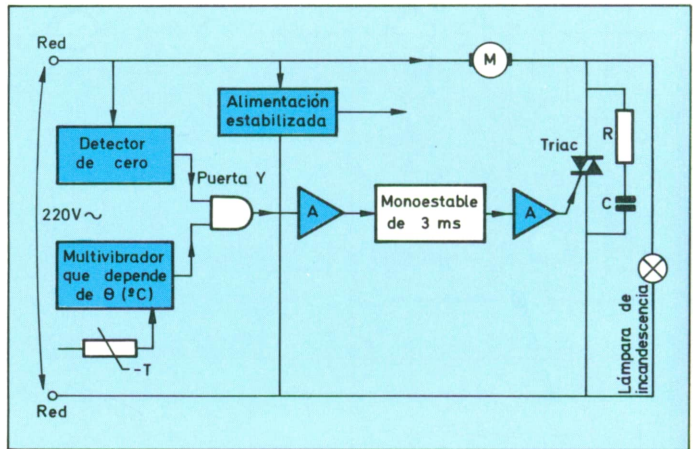 Red
M
Alimentación
estabilizada
Detector
de cero
Puerta Y
Triac
R
C
A
Monoestable
de 3 ms
A
220V~
Multivibrador
que depende
de θ (ºC)
--T
Lámpara de
incandescencia
Red